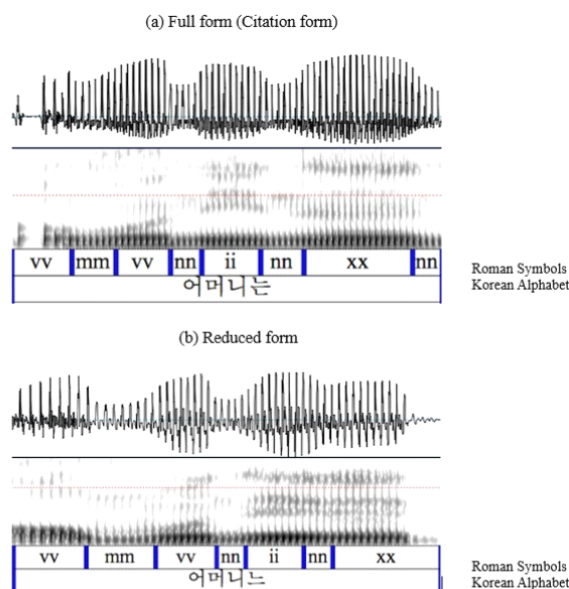 (a) Full form (Citation form)
vv mm vv nn ii nn xx nn
Roman Symbols
어머니는
Korean Alphabet
(b) Reduced form
vv mm vv nn ii nn xx
Roman Symbols
어머니느
Korean Alphabet